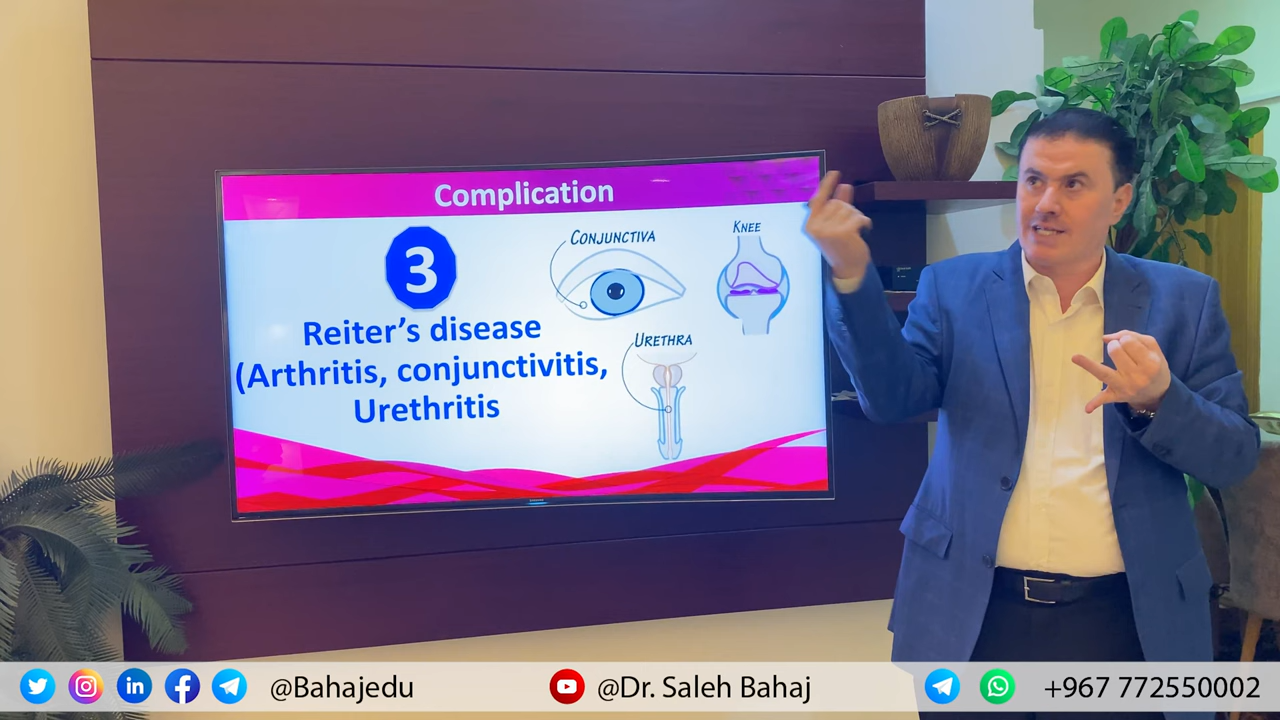 Complication
3
Reiter's disease
(Arthritis, conjunctivitis,
Urethritis
CONJUNCTIVA
KNEE
URETHRA
@Bahajedu
@Dr. Saleh Bahaj
+967 772550002